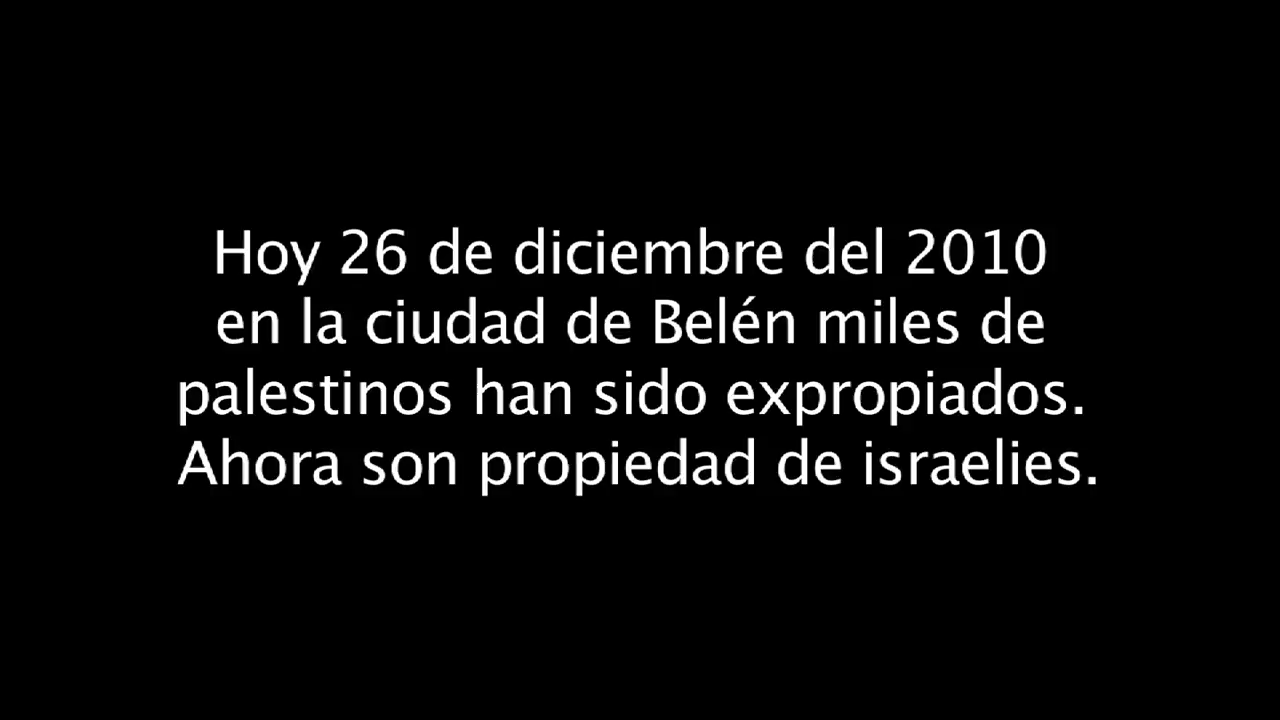 Hoy 26 de diciembre del 2010
en la ciudad de Belén miles de
palestinos han sido expropiados.
Ahora son propiedad de israelies.